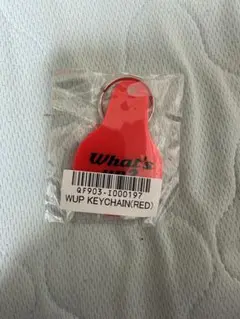 What's
QF903-I000197
WUP KEYCHAIN(RED)